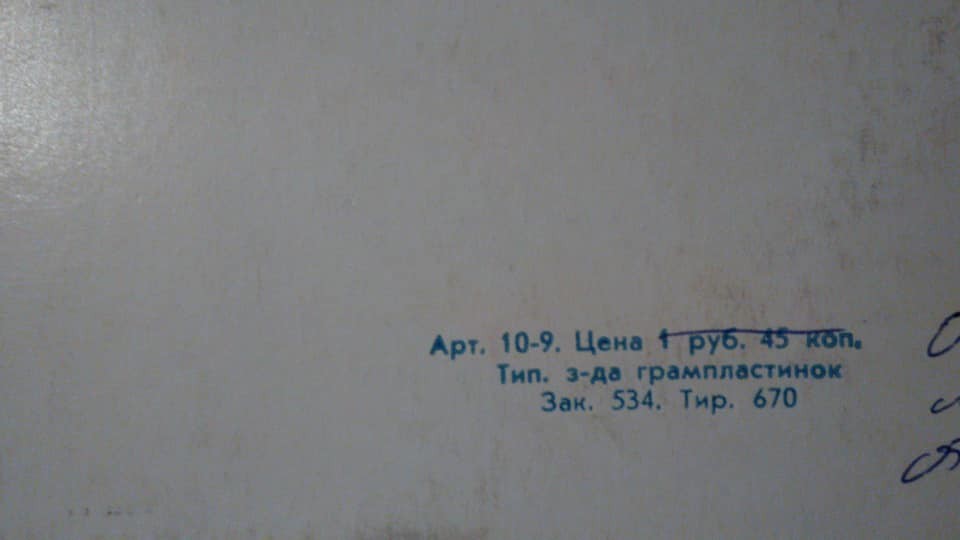 Арт. 10-9. Цена 1 руб. 45 коп.
Тип. з-да грампластинок
Зак. 534. Тир. 670